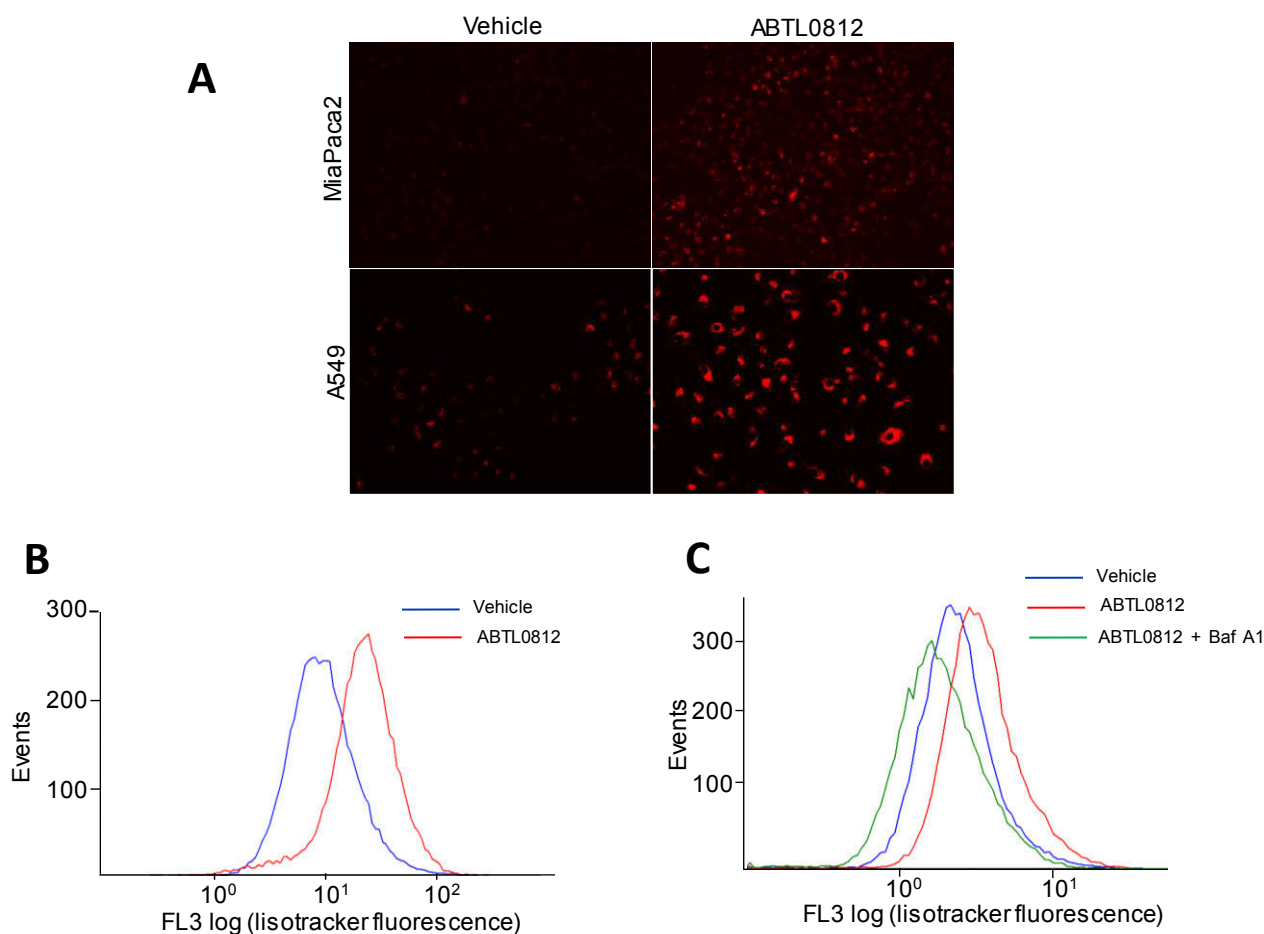 Vehicle
ABTL0812
A
MiaPaca2
A549
B
Vehicle
ABTL0812
300
200
100
Events
10⁰
10¹
10²
FL3 log (lisotracker fluorescence)
C
Vehicle
ABTL0812
ABTL0812 + Baf A1
300
200
100
Events
10⁰
10¹
FL3 log (lisotracker fluorescence)